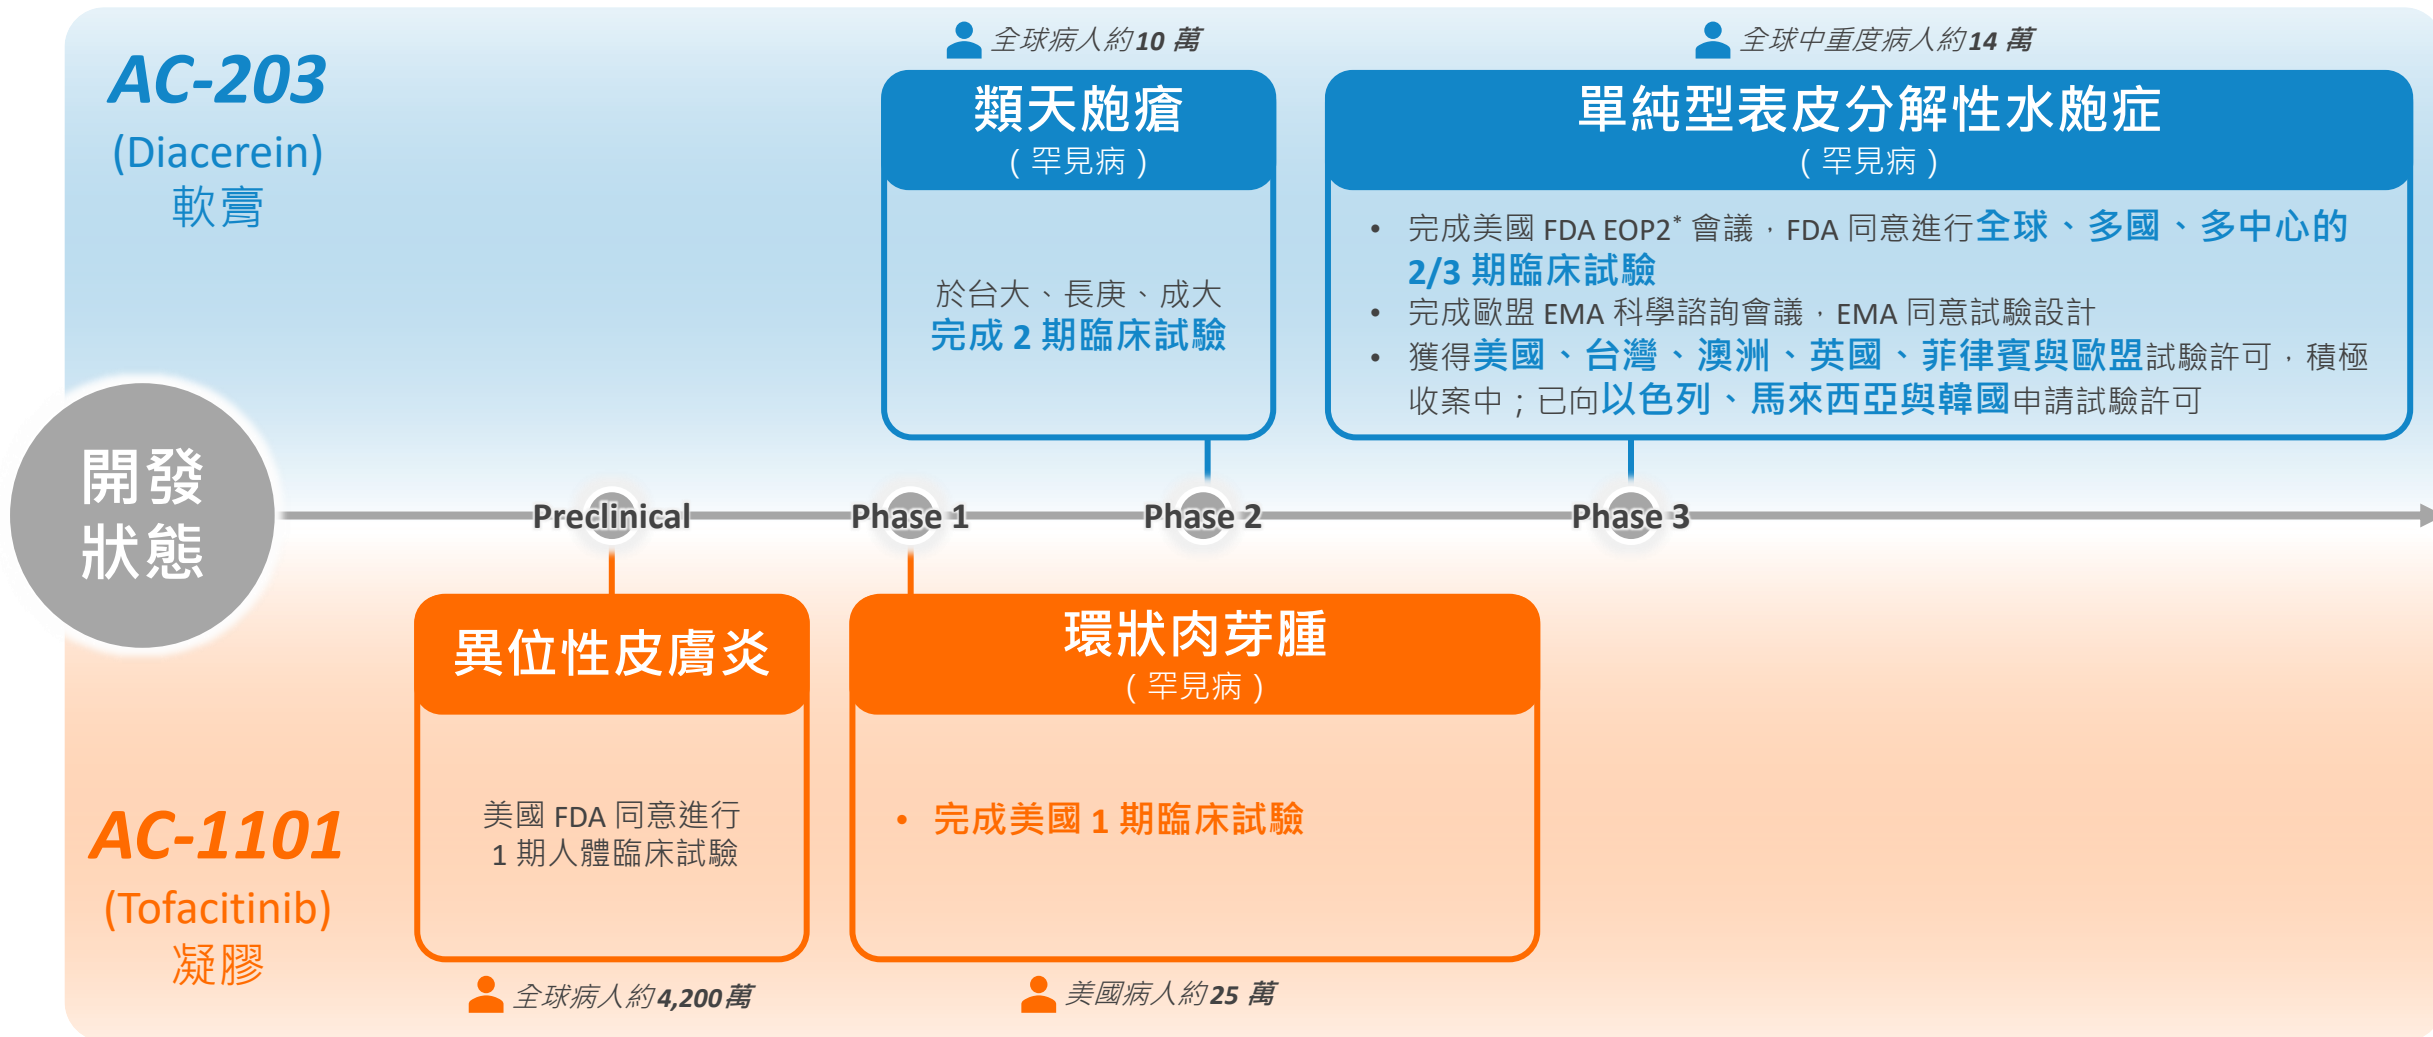 AC-203
(Diacerein)
軟膏
全球病人約 10 萬
類天皰瘡
( 罕見病 )
於台大、長庚、成大
完成 2 期臨床試驗
全球中重度病人約 14 萬
單純型表皮分解性水皰症
( 罕見病 )
• 完成美國 FDA EOP2* 會議，FDA 同意進行全球、多國、多中心的
2/3 期臨床試驗
• 完成歐盟 EMA 科學諮詢會議，EMA 同意試驗設計
• 獲得美國、台灣、澳洲、英國、菲律賓與歐盟試驗許可，積極
收案中；已向以色列、馬來西亞與韓國申請試驗許可
開發
狀態
Preclinical
Phase 1
Phase 2
Phase 3
AC-1101
(Tofacitinib)
凝膠
異位性皮膚炎
美國 FDA 同意進行
1 期人體臨床試驗
全球病人約 4,200 萬
環狀肉芽腫
( 罕見病 )
• 完成美國 1 期臨床試驗
美國病人約 25 萬